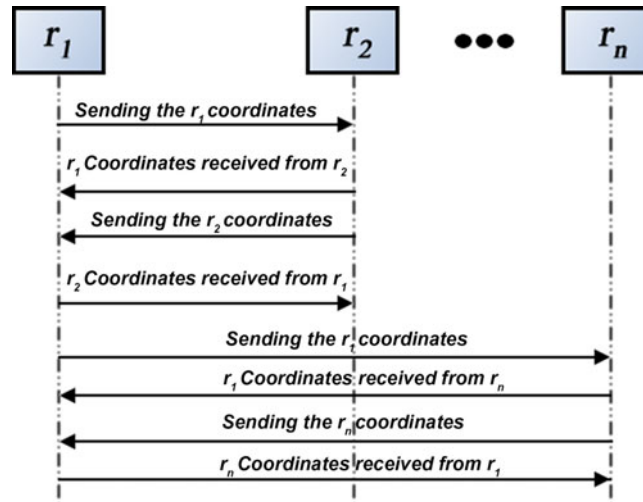 r₁ r₂ ●●● rₙ
Sending the r₁ coordinates
r₁ Coordinates received from r₂
Sending the r₂ coordinates
r₂ Coordinates received from r₁
Sending the r₁ coordinates
r₁ Coordinates received from rₙ
Sending the rₙ coordinates
rₙ Coordinates received from r₁